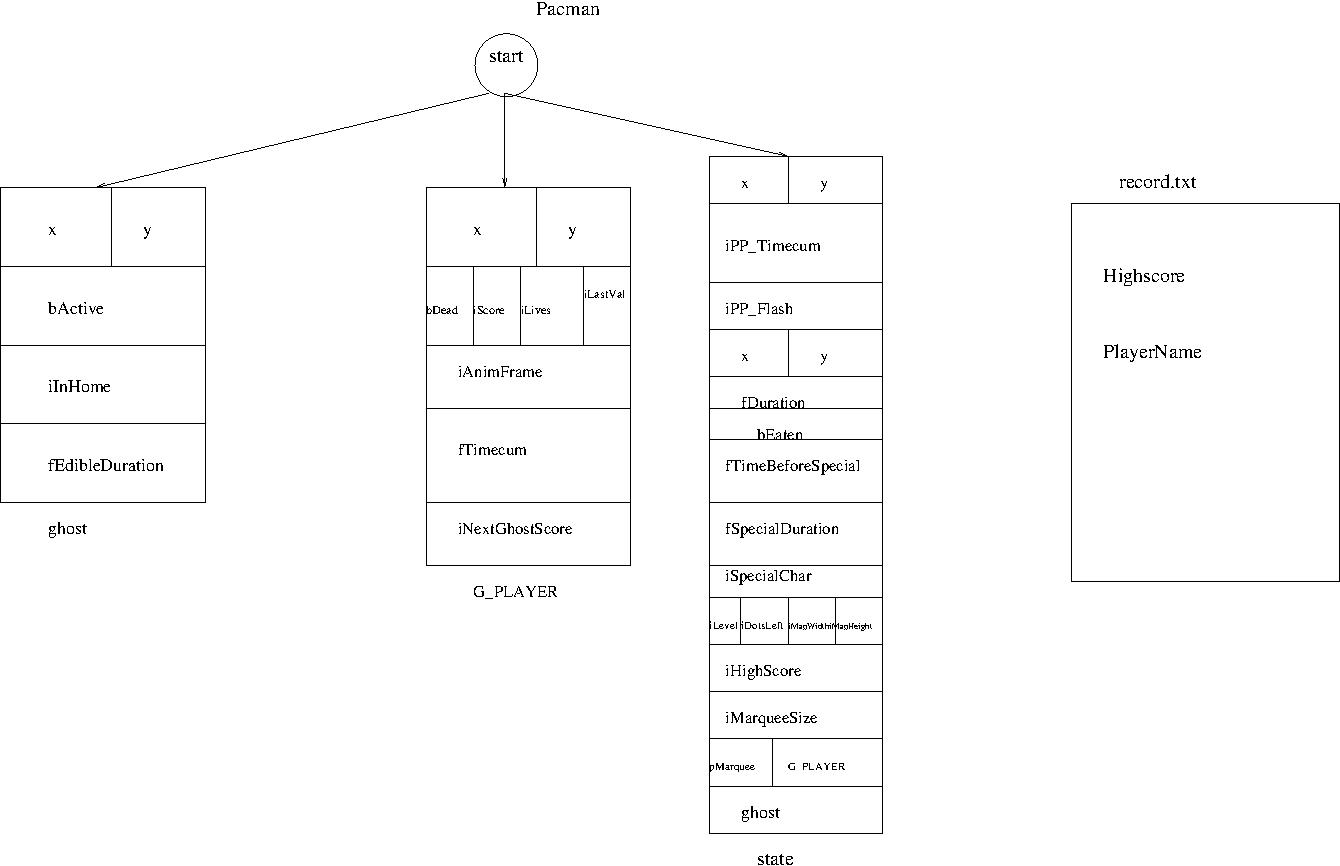 Pacman
start
x y
bActive
iInHome
fEdibleDuration
ghost
x y
bDead iScore iLives iLastVal
iAnimFrame
fTimecum
iNextGhostScore
G_PLAYER
x y
iPP_Timecum
iPP_Flash
x y
fDuration
bEaten
fTimeBeforeSpecial
fSpecialDuration
iSpecialChar
iLevel iDotsLeft iMapWidth iMapHeight
iHighScore
iMarqueeSize
pMarquee G_PLAYER
ghost
state
record.txt
Highscore
PlayerName